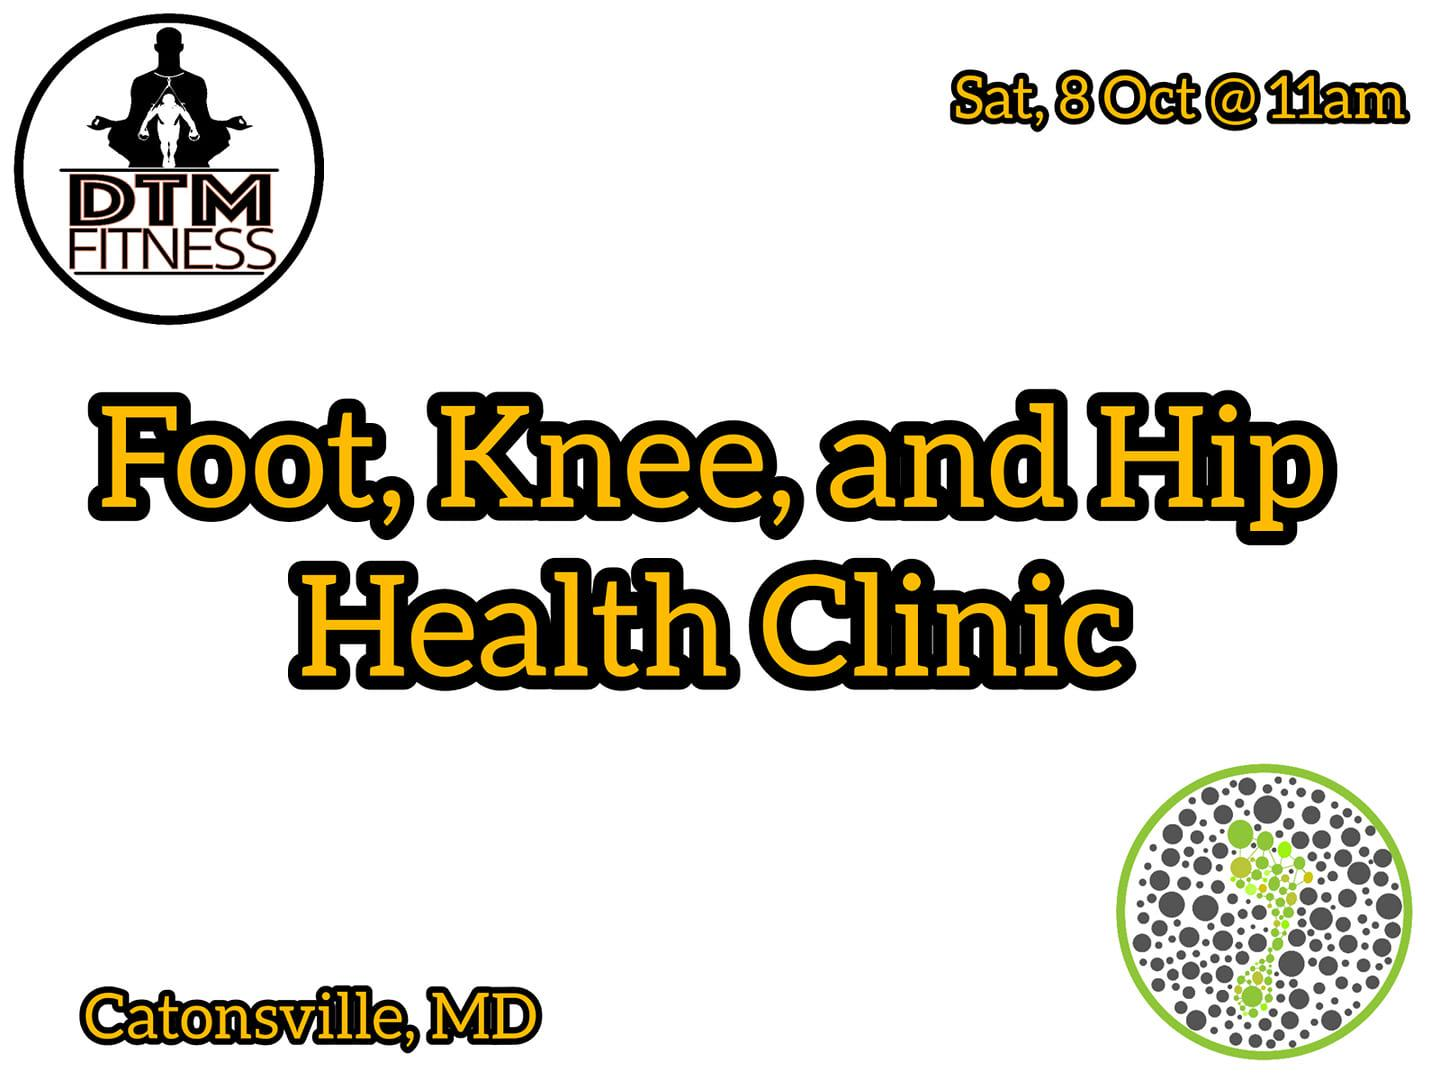 DTM
FITNESS
Sat, 8 Oct @ 11am
Foot, Knee, and Hip
Health Clinic
Catonsville, MD